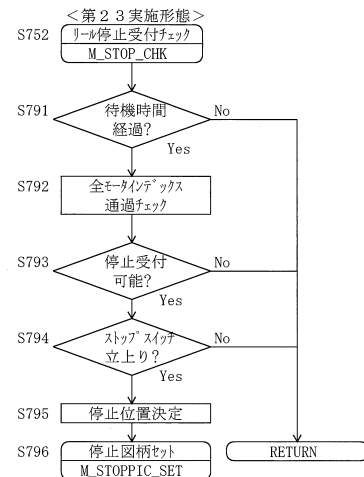 ＜第２３実施形態＞
S752
ﾘｰﾙ停止受付ﾁｪｯｸ
M_STOP_CHK
S791
待機時間
経過?
No
Yes
S792
全ﾓｰﾀｲﾝﾃﾞｯｸｽ
通過ﾁｪｯｸ
S793
停止受付
可能?
No
Yes
S794
ｽﾄｯﾌﾟｽｲｯﾁ
立上り?
No
Yes
S795
停止位置決定
S796
停止図柄ｾｯﾄ
M_STOPPIC_SET
RETURN